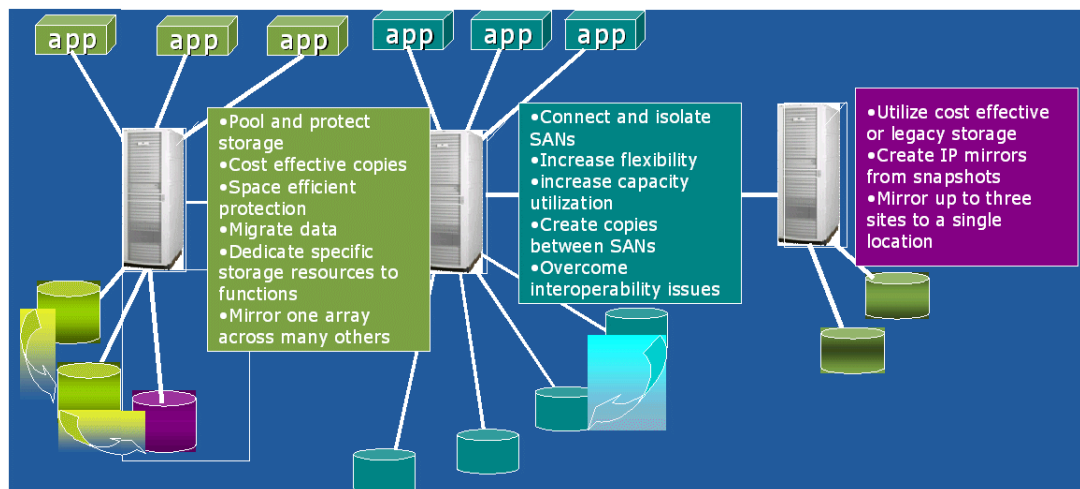 app
app
app
app
app
app
•Pool and protect
storage
•Cost effective copies
•Space efficient
protection
•Migrate data
•Dedicate specific
storage resources to
functions
•Mirror one array
across many others
•Connect and isolate
SANs
•Increase flexibility
•increase capacity
utilization
•Create copies
between SANs
•Overcome
interoperability issues
•Utilize cost effective
or legacy storage
•Create IP mirrors
from snapshots
•Mirror up to three
sites to a single
location